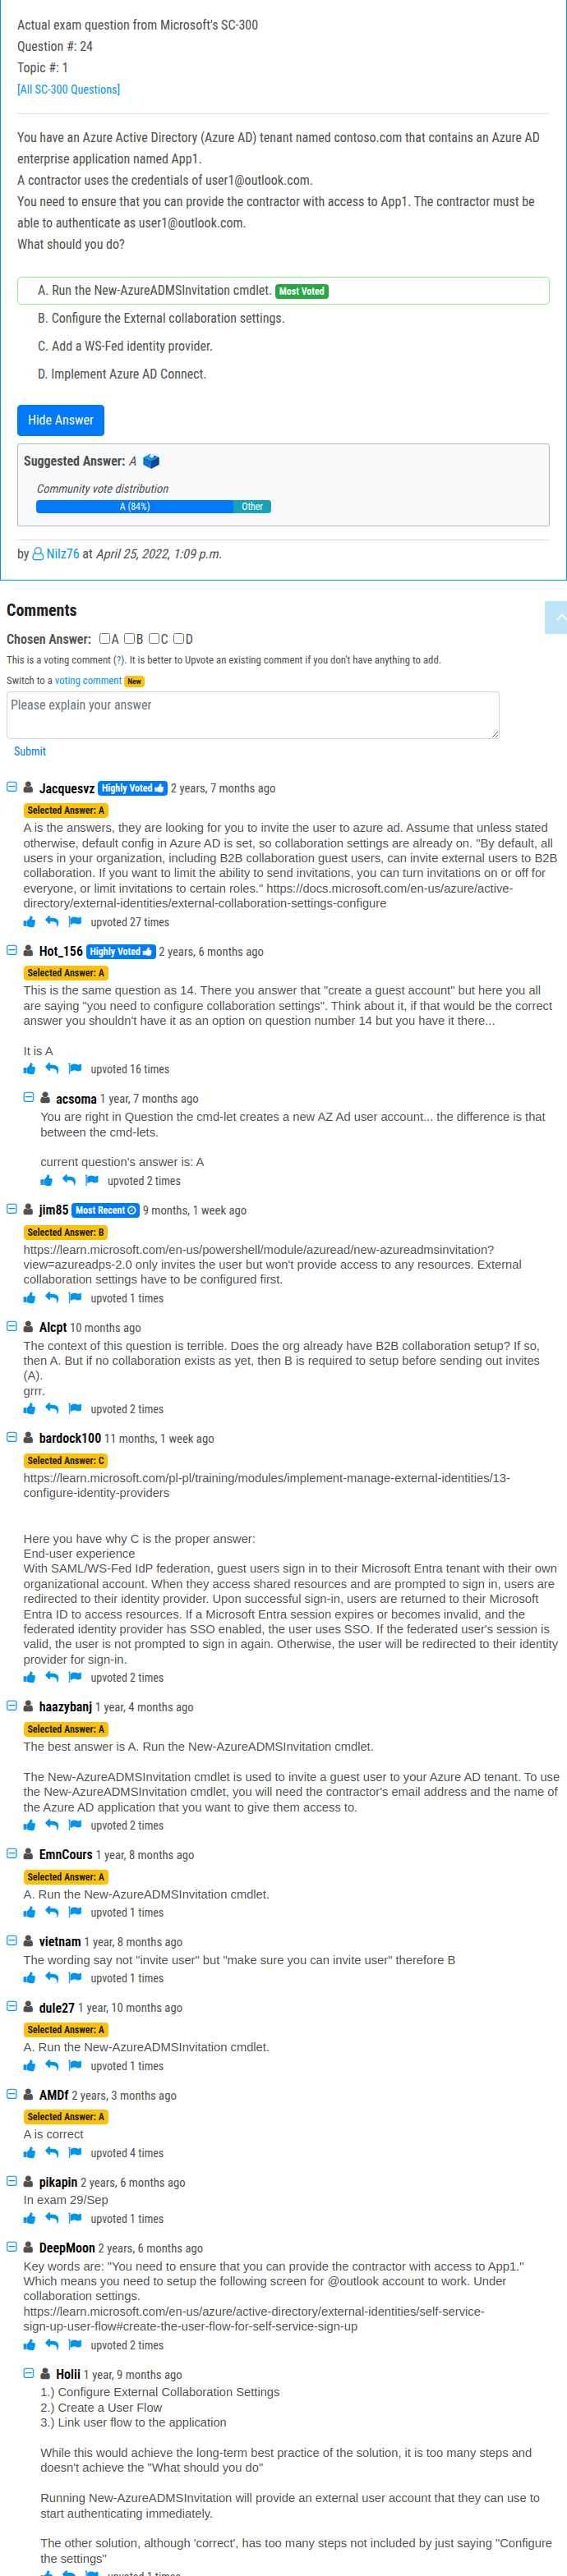 Actual exam question from Microsoft's SC-300
Question #: 24
Topic #: 1
[All SC-300 Questions]
You have an Azure Active Directory (Azure AD) tenant named contoso.com that contains an Azure AD
enterprise application named App1.
A contractor uses the credentials of user1@outlook.com.
You need to ensure that you can provide the contractor with access to App1. The contractor must be
able to authenticate as user1@outlook.com.
What should you do?
A. Run the New-AzureADMSInvitation cmdlet. Most Voted
B. Configure the External collaboration settings.
C. Add a WS-Fed identity provider.
D. Implement Azure AD Connect.
Hide Answer
Suggested Answer: A
Community vote distribution
A (84%) Other
by Nilz76 at April 25, 2022, 1:09 p.m.
Comments
Chosen Answer: A B C D
This is a voting comment (?). It is better to Upvote an existing comment if you don't have anything to add.
Switch to a voting comment New
Please explain your answer
Submit
Jacquesvz Highly Voted 2 years, 7 months ago
Selected Answer: A
A is the answers, they are looking for you to invite the user to azure ad. Assume that unless stated
otherwise, default config in Azure AD is set, so collaboration settings are already on. "By default, all
users in your organization, including B2B collaboration guest users, can invite external users to B2B
collaboration. If you want to limit the ability to send invitations, you can turn invitations on or off for
everyone, or limit invitations to certain roles." https://docs.microsoft.com/en-us/azure/active-
directory/external-identities/external-collaboration-settings-configure
upvoted 27 times
Hot_156 Highly Voted 2 years, 6 months ago
Selected Answer: A
This is the same question as 14. There you answer that "create a guest account" but here you all
are saying "you need to configure collaboration settings". Think about it, if that would be the correct
answer you shouldn't have it as an option on question number 14 but you have it there...
It is A
upvoted 16 times
acsoma 1 year, 7 months ago
You are right in Question the cmd-let creates a new AZ Ad user account... the difference is that
between the cmd-lets.
current question's answer is: A
upvoted 2 times
jim85 Most Recent 9 months, 1 week ago
Selected Answer: B
https://learn.microsoft.com/en-us/powershell/module/azuread/new-azureadmsinvitation?
view=azureadps-2.0 only invites the user but won't provide access to any resources. External
collaboration settings have to be configured first.
upvoted 1 times
Alcpt 10 months ago
The context of this question is terrible. Does the org already have B2B collaboration setup? If so,
then A. But if no collaboration exists as yet, then B is required to setup before sending out invites
(A).
grrr.
upvoted 2 times
bardock100 11 months, 1 week ago
Selected Answer: C
https://learn.microsoft.com/pl-pl/training/modules/implement-manage-external-identities/13-
configure-identity-providers
Here you have why C is the proper answer:
End-user experience
With SAML/WS-Fed IdP federation, guest users sign in to their Microsoft Entra tenant with their own
organizational account. When they access shared resources and are prompted to sign in, users are
redirected to their identity provider. Upon successful sign-in, users are returned to their Microsoft
Entra ID to access resources. If a Microsoft Entra session expires or becomes invalid, and the
federated identity provider has SSO enabled, the user uses SSO. If the federated user's session is
valid, the user is not prompted to sign in again. Otherwise, the user will be redirected to their identity
provider for sign-in.
upvoted 2 times
haazybanj 1 year, 4 months ago
Selected Answer: A
The best answer is A. Run the New-AzureADMSInvitation cmdlet.
The New-AzureADMSInvitation cmdlet is used to invite a guest user to your Azure AD tenant. To use
the New-AzureADMSInvitation cmdlet, you will need the contractor's email address and the name of
the Azure AD application that you want to give them access to.
upvoted 2 times
EmnCours 1 year, 8 months ago
Selected Answer: A
A. Run the New-AzureADMSInvitation cmdlet.
upvoted 1 times
vietnam 1 year, 8 months ago
The wording say not "invite user" but "make sure you can invite user" therefore B
upvoted 1 times
dule27 1 year, 10 months ago
Selected Answer: A
A. Run the New-AzureADMSInvitation cmdlet.
upvoted 1 times
AMDf 2 years, 3 months ago
Selected Answer: A
A is correct
upvoted 4 times
pikapin 2 years, 6 months ago
In exam 29/Sep
upvoted 1 times
DeepMoon 2 years, 6 months ago
Key words are: "You need to ensure that you can provide the contractor with access to App1."
Which means you need to setup the following screen for @outlook account to work. Under
collaboration settings.
https://learn.microsoft.com/en-us/azure/active-directory/external-identities/self-service-
sign-up-user-flow#create-the-user-flow-for-self-service-sign-up
upvoted 2 times
Holii 1 year, 9 months ago
1.) Configure External Collaboration Settings
2.) Create a User Flow
3.) Link user flow to the application
While this would achieve the long-term best practice of the solution, it is too many steps and
doesn't achieve the "What should you do"
Running New-AzureADMSInvitation will provide an external user account that they can use to
start authenticating immediately.
The other solution, although 'correct', has too many steps not included by just saying "Configure
the settings"
upvoted 1 times